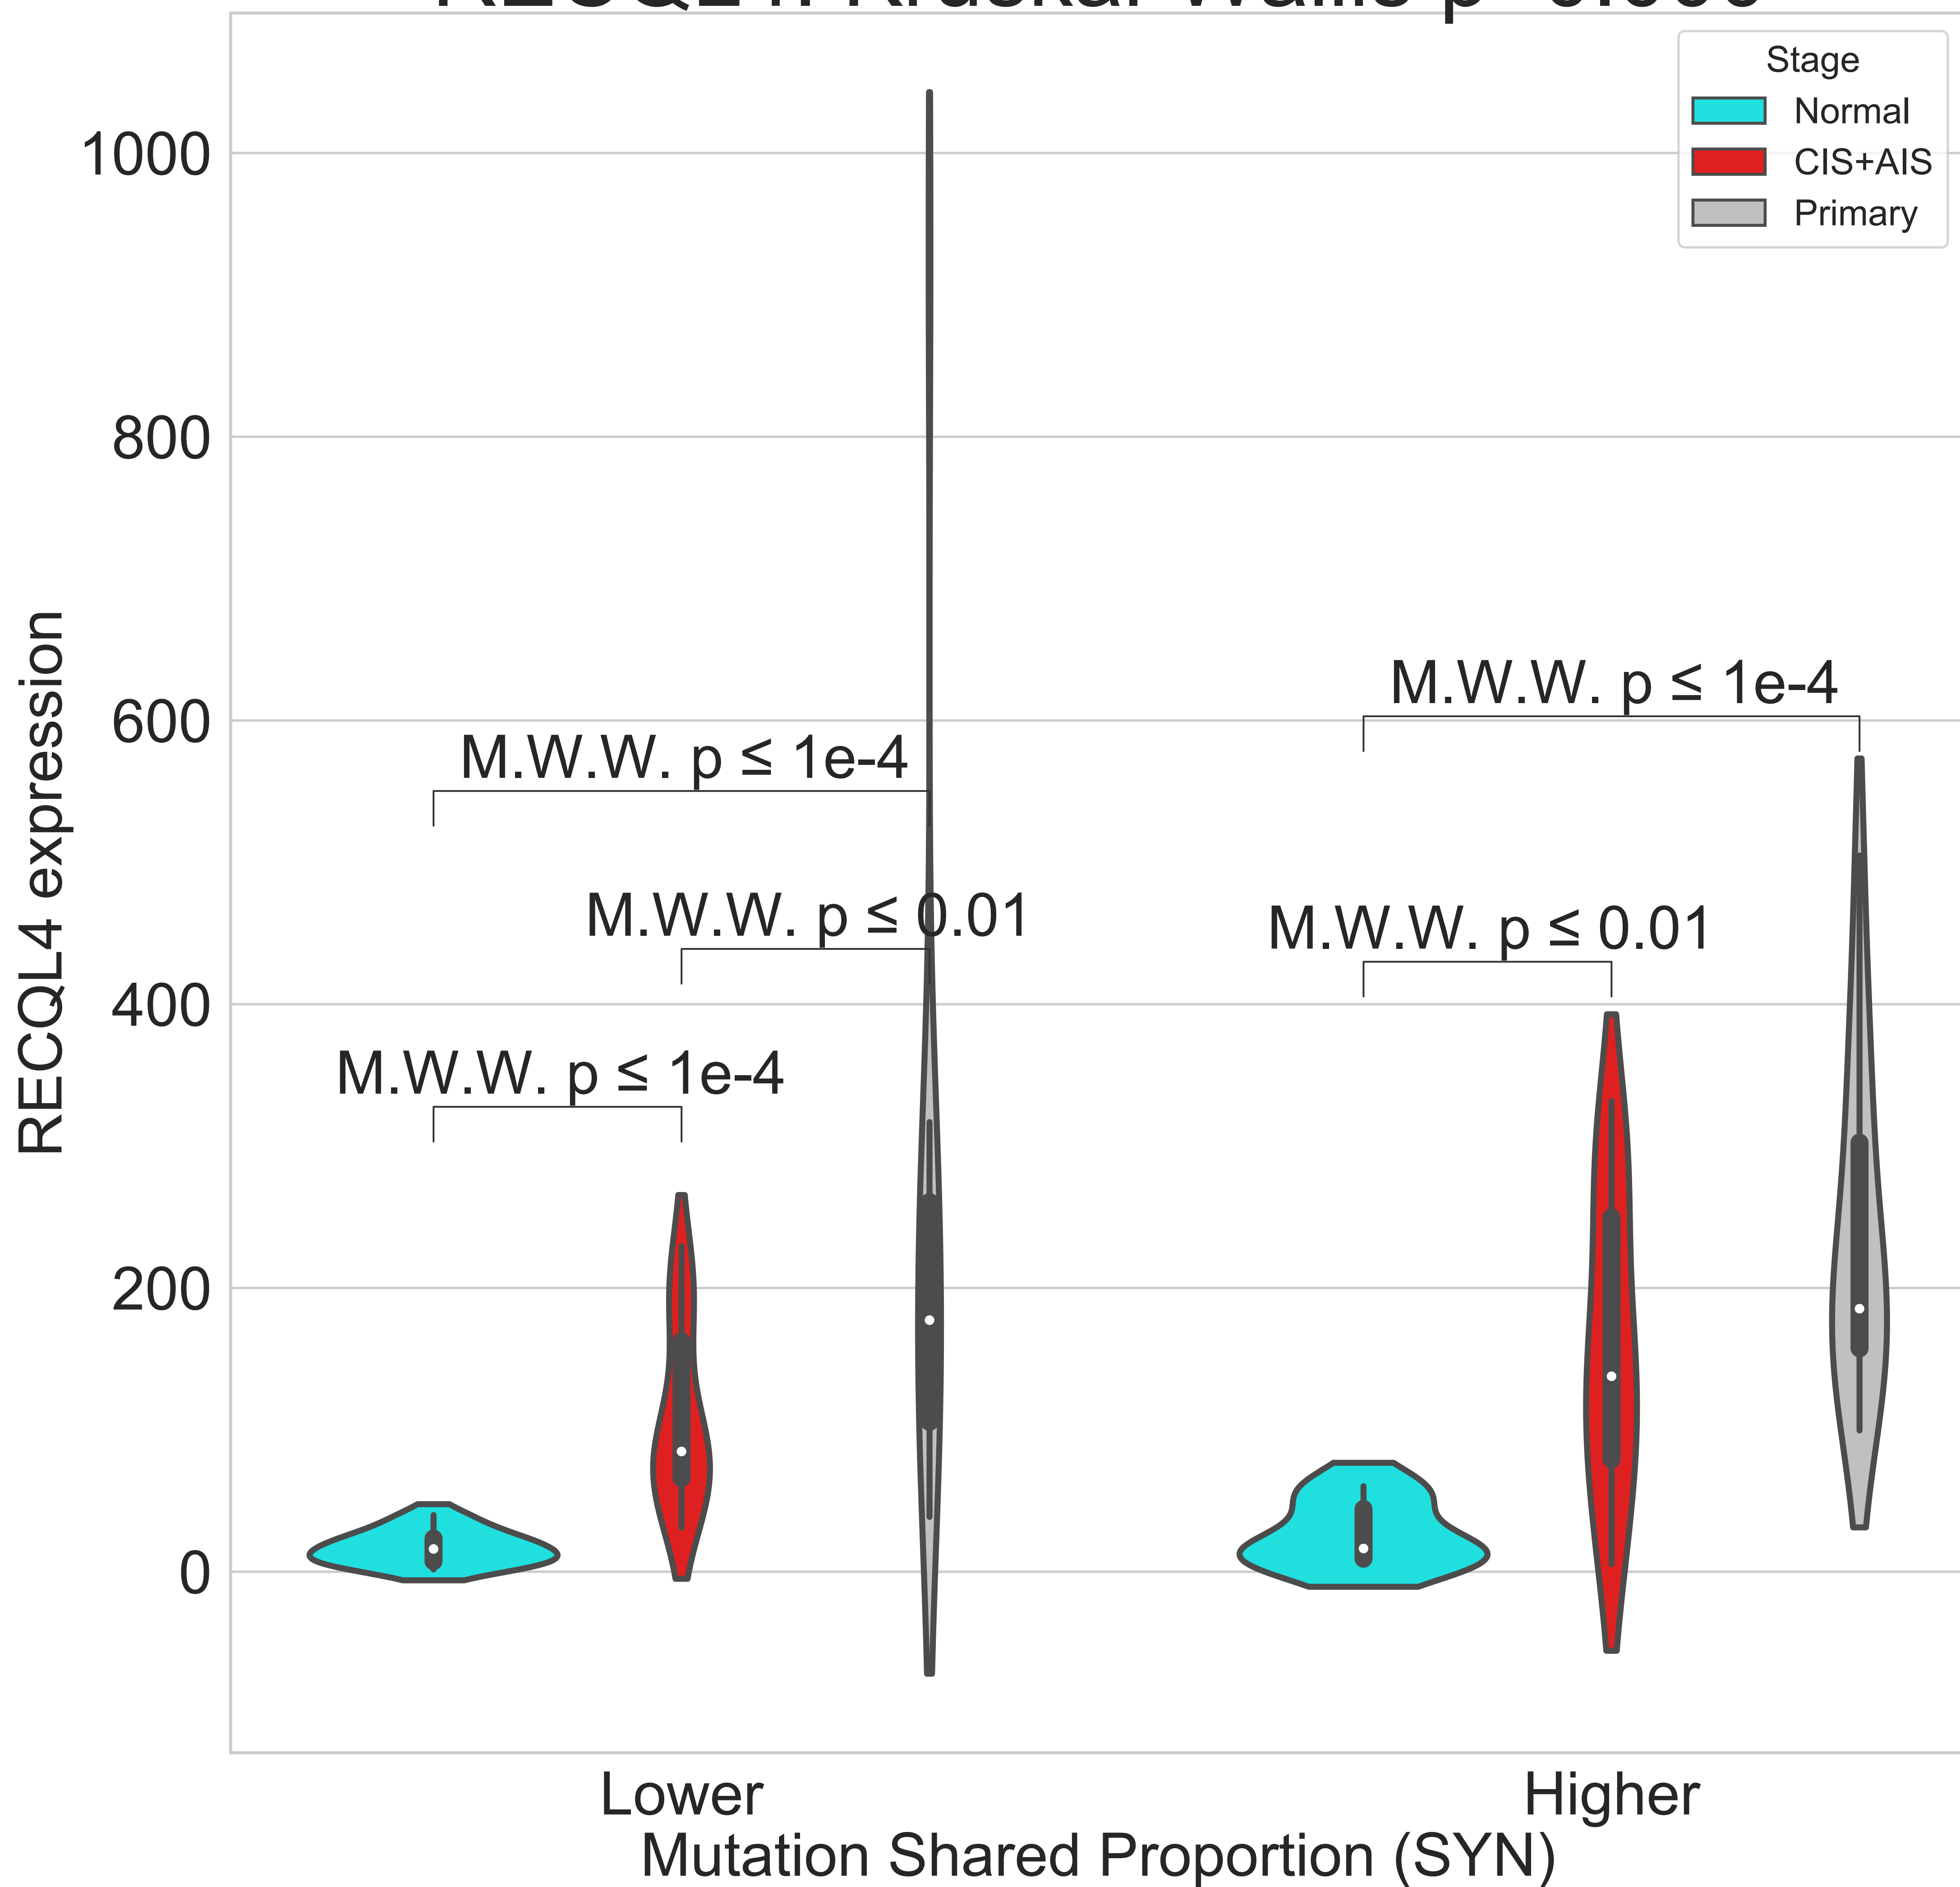 Stage
Normal
CIS+AIS
Primary
1000
800
600
400
200
0
RECQL4 expression
M.W.W. p ≤ 1e-4
M.W.W. p ≤ 1e-4
M.W.W. p ≤ 0.01
M.W.W. p ≤ 0.01
M.W.W. p ≤ 1e-4
Lower
Higher
Mutation Shared Proportion (SYN)